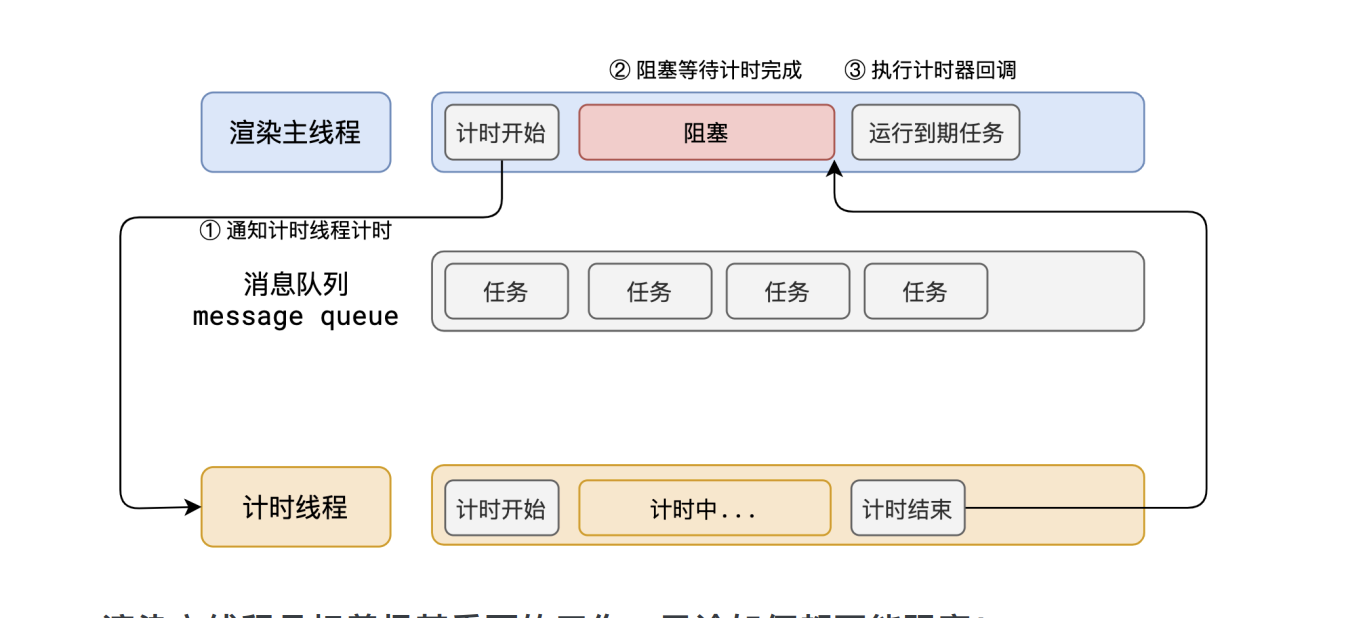 ② 阻塞等待计时完成
③ 执行计时器回调
渲染主线程
计时开始
阻塞
运行到期任务
① 通知计时线程计时
消息队列
message queue
任务
任务
任务
任务
计时线程
计时开始
计时中...
计时结束